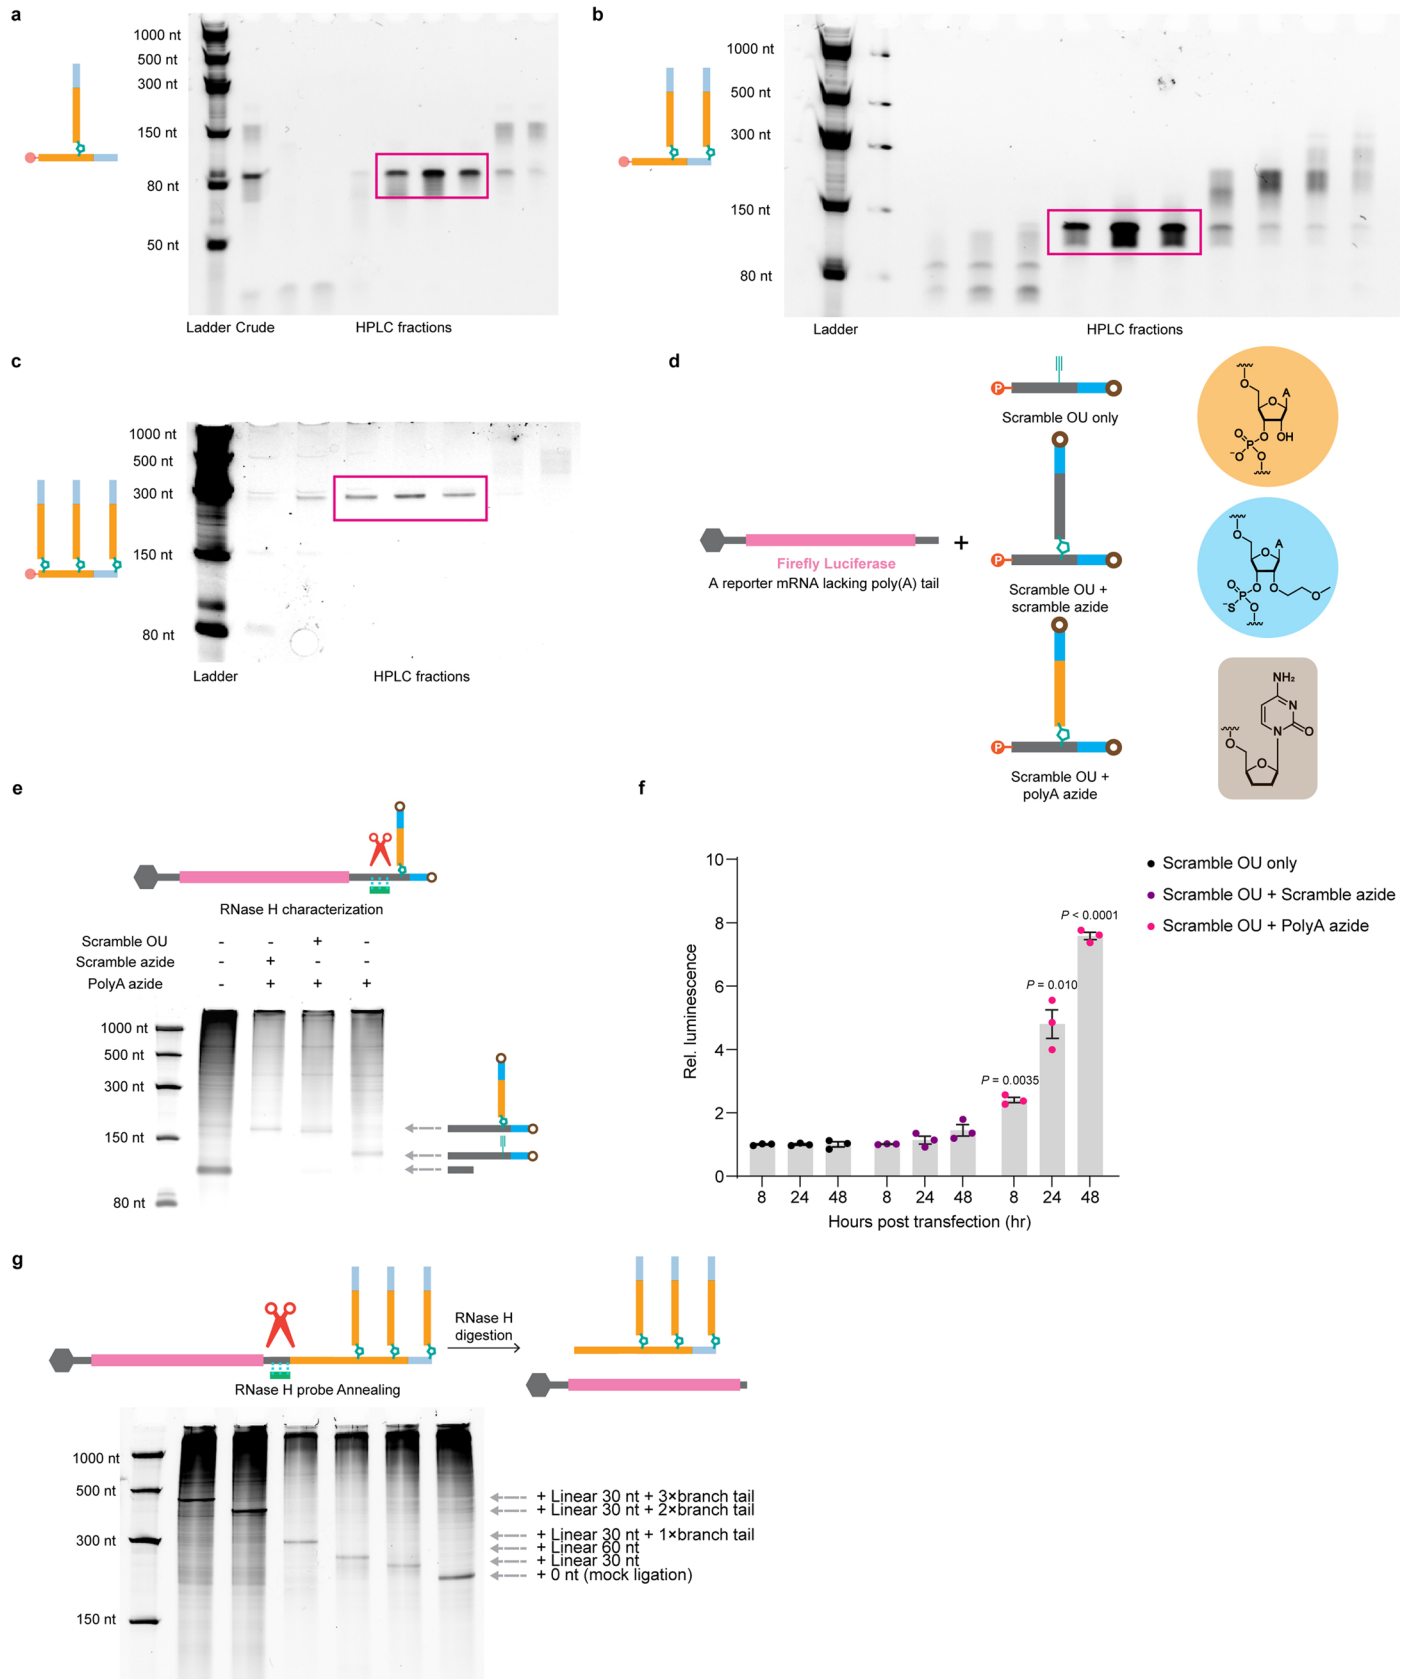 a
1000 nt
500 nt
300 nt
150 nt
80 nt
50 nt
Ladder Crude
HPLC fractions
b
1000 nt
500 nt
300 nt
150 nt
80 nt
Ladder
HPLC fractions
c
1000 nt
500 nt
300 nt
150 nt
80 nt
Ladder
HPLC fractions
d
Firefly Luciferase
A reporter mRNA lacking poly(A) tail
+
P
Scramble OU only
P
Scramble OU +
scramble azide
P
Scramble OU +
polyA azide
O
O
A
O
O
P
OH
⁻O
O
O
O
A
O
O
P
O
O
⁻S
O
NH₂
N
N
O
O
O
e
RNase H characterization
Scramble OU - - + -
Scramble azide - + - -
PolyA azide - + + +
1000 nt
500 nt
300 nt
150 nt
80 nt
f
Rel. luminescence
10
8
6
4
2
0
P = 0.0035
P = 0.010
P < 0.0001
8 24 48 8 24 48 8 24 48
Hours post transfection (hr)
Scramble OU only
Scramble OU + Scramble azide
Scramble OU + PolyA azide
g
RNase H
digestion
RNase H probe Annealing
1000 nt
500 nt
300 nt
150 nt
+ Linear 30 nt + 3×branch tail
+ Linear 30 nt + 2×branch tail
+ Linear 30 nt + 1×branch tail
+ Linear 60 nt
+ Linear 30 nt
+ 0 nt (mock ligation)